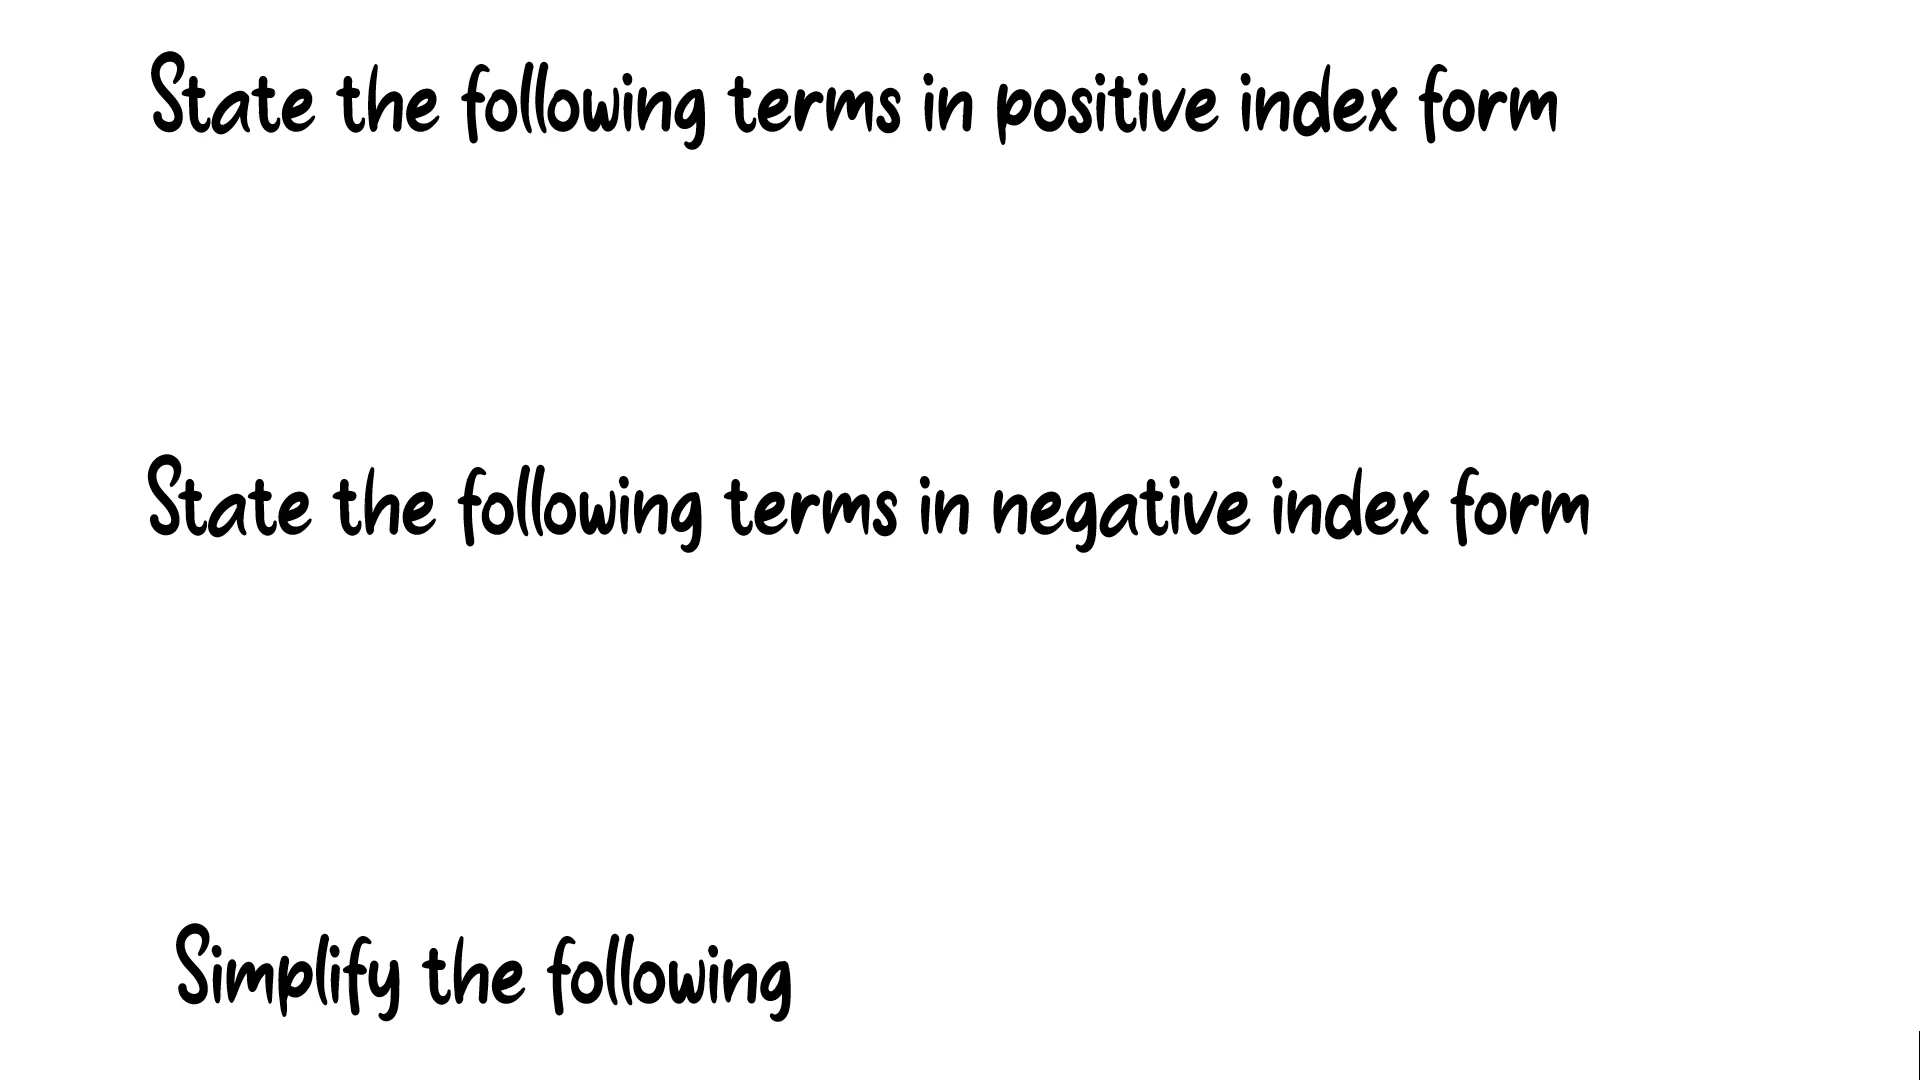 State the following terms in positive index form
State the following terms in negative index form
Simplify the following